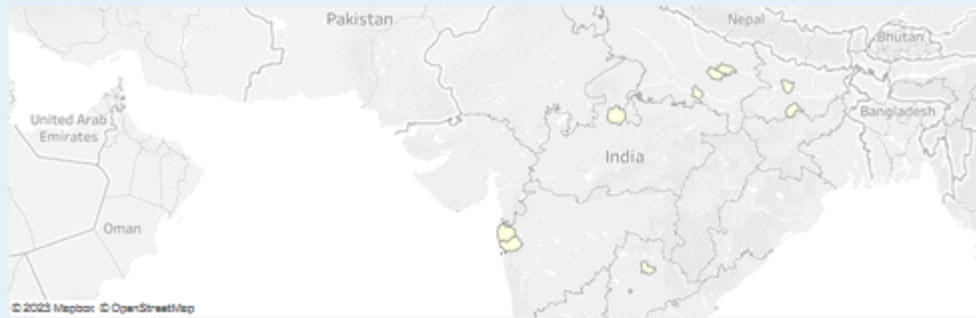 Pakistan
Nepal
Bhutan
United Arab
Emirates
Bangladesh
India
Oman
© 2023 Mapbox © OpenStreetMap